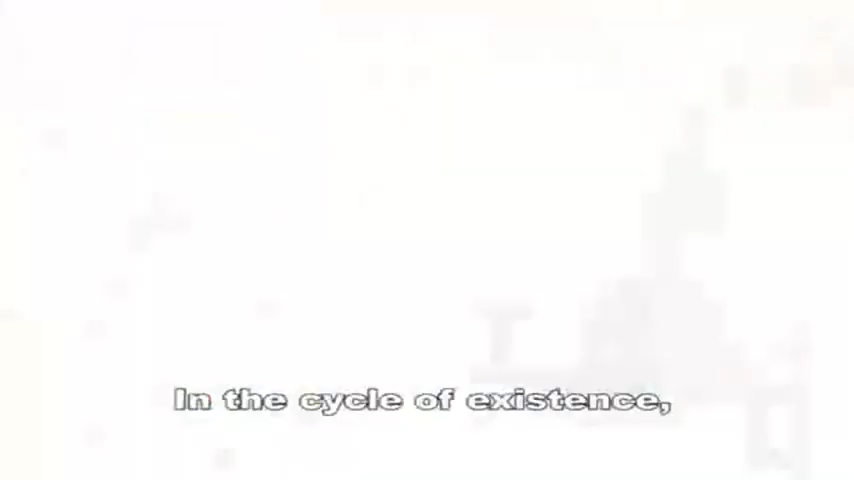 In the cycle of existence,